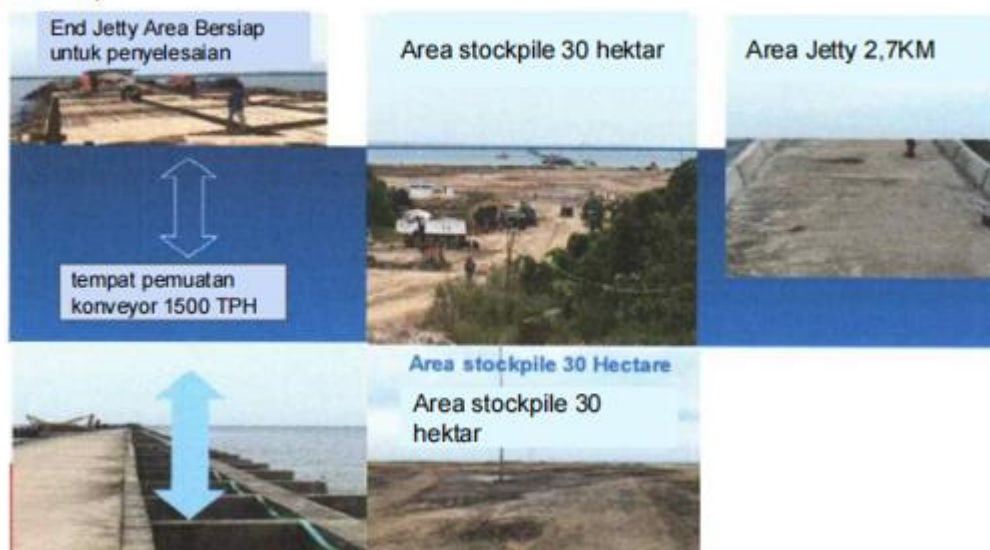 End Jetty Area Bersiap
untuk penyelesaian
Area stockpile 30 hektar
Area Jetty 2,7KM
tempat pemuatan
konveyor 1500 TPH
Area stockpile 30 Hectare
Area stockpile 30
hektar